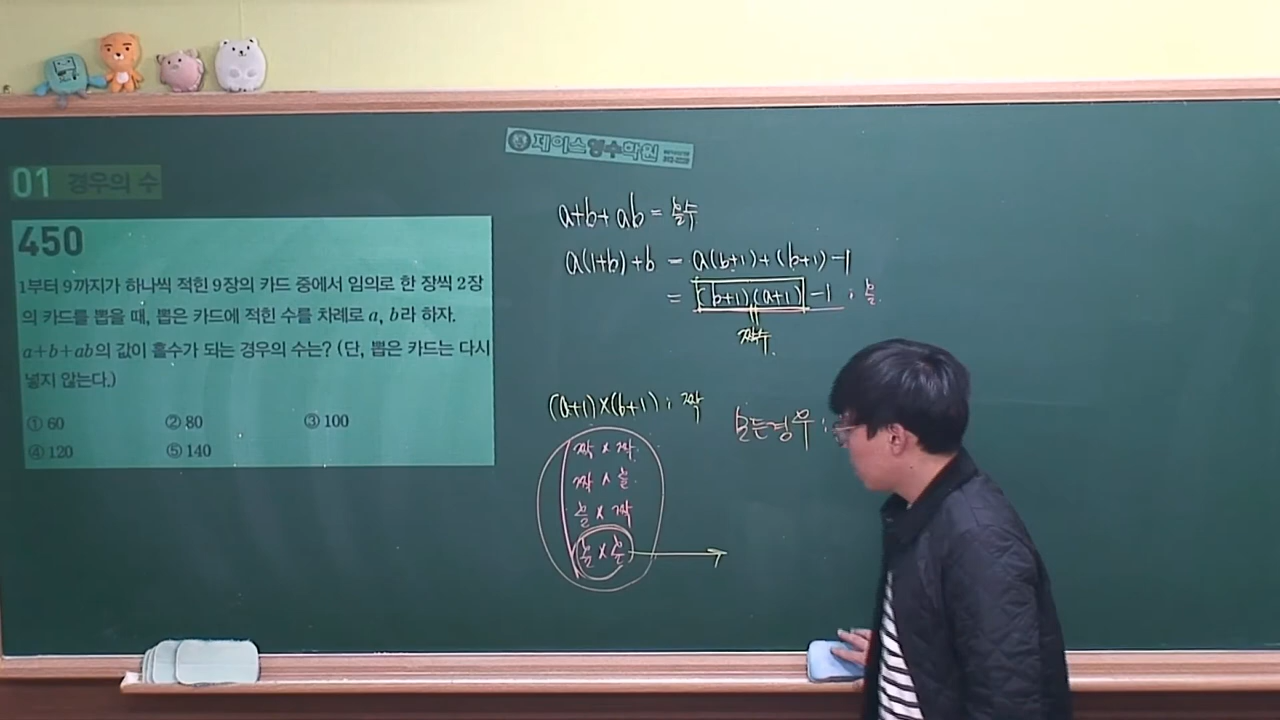 제이스영수학원
01 경우의 수
450
1부터 9까지가 하나씩 적힌 9장의 카드 중에서 임의로 한 장씩 2장
의 카드를 뽑을 때, 뽑은 카드에 적힌 수를 차례로 a, b라 하자.
a+b+ab의 값이 홀수가 되는 경우의 수는? (단, 뽑은 카드는 다시
넣지 않는다.)
① 60 ② 80 ③ 100
④ 120 ⑤ 140
a+b+ab = 홀수
a(1+b)+b = a(b+1)+(b+1)-1
= (b+1)(a+1) -1 ; 홀.
짝수.
(a+1)×(b+1) ; 짝
짝 × 짝.
짝 × 홀.
홀 × 짝
홀 × 홀
모든경우 :